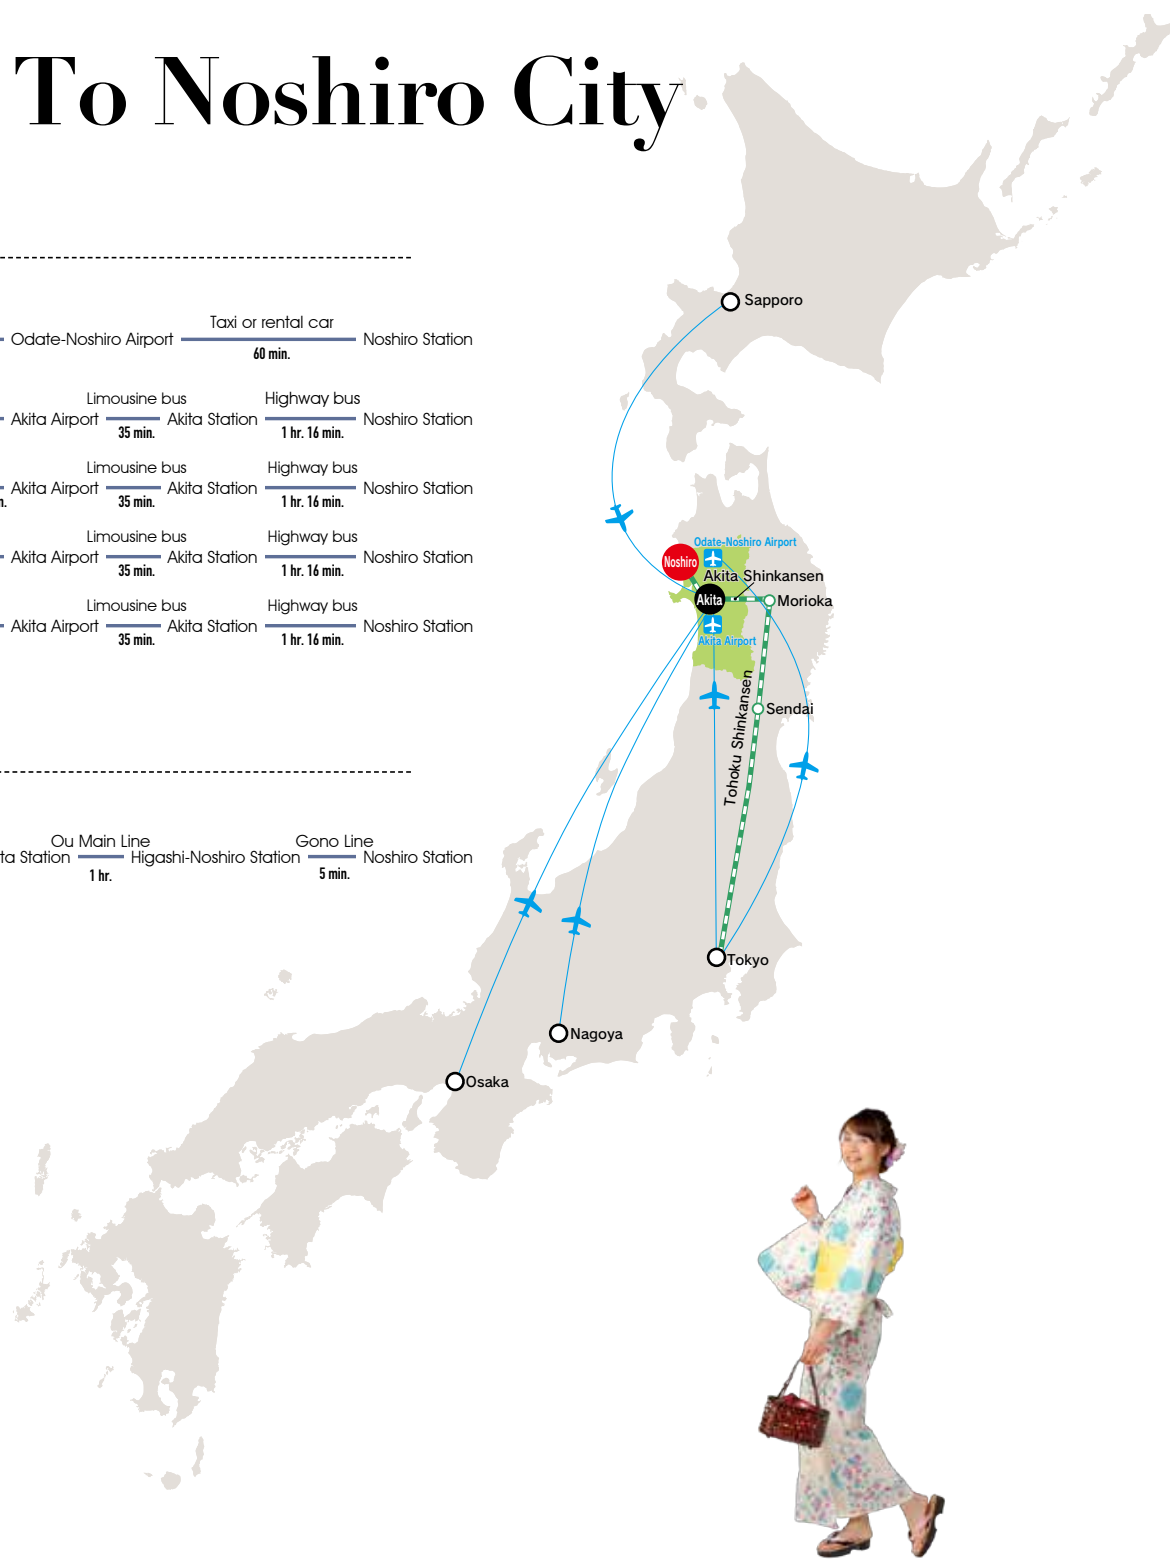 To Noshiro City
Taxi or rental car
Odate-Noshiro Airport Noshiro Station
60 min.
Limousine bus Highway bus
Akita Airport Akita Station Noshiro Station
35 min. 1 hr. 16 min.
Limousine bus Highway bus
Akita Airport Akita Station Noshiro Station
n. 35 min. 1 hr. 16 min.
Limousine bus Highway bus
Akita Airport Akita Station Noshiro Station
35 min. 1 hr. 16 min.
Limousine bus Highway bus
Akita Airport Akita Station Noshiro Station
35 min. 1 hr. 16 min.
Ou Main Line Gono Line
ta Station Higashi-Noshiro Station Noshiro Station
1 hr. 5 min.
Sapporo
Odate-Noshiro Airport
Noshiro
Akita Shinkansen
Akita
Morioka
Akita Airport
Sendai
Tohoku Shinkansen
Tokyo
Nagoya
Osaka